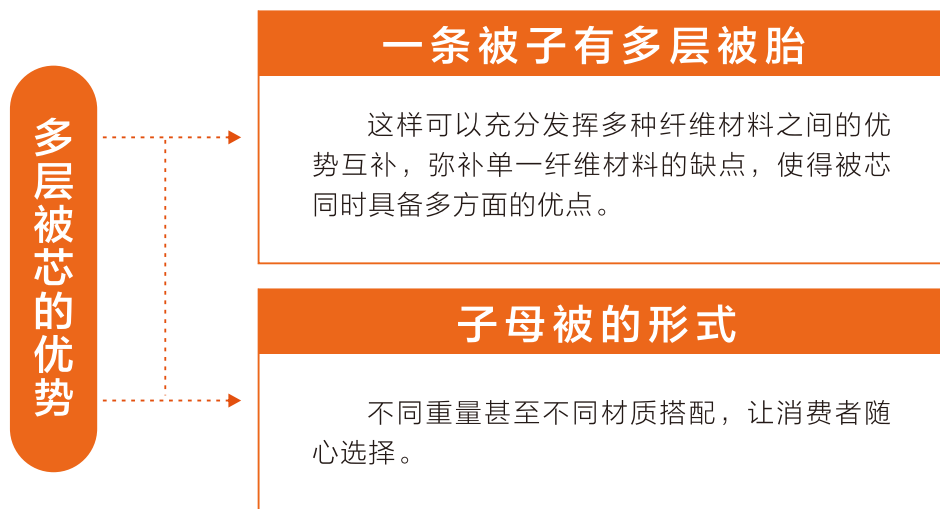 多层被芯的优势
一条被子有多层被胎
这样可以充分发挥多种纤维材料之间的优
势互补，弥补单一纤维材料的缺点，使得被芯
同时具备多方面的优点。
子母被的形式
不同重量甚至不同材质搭配，让消费者随
心选择。